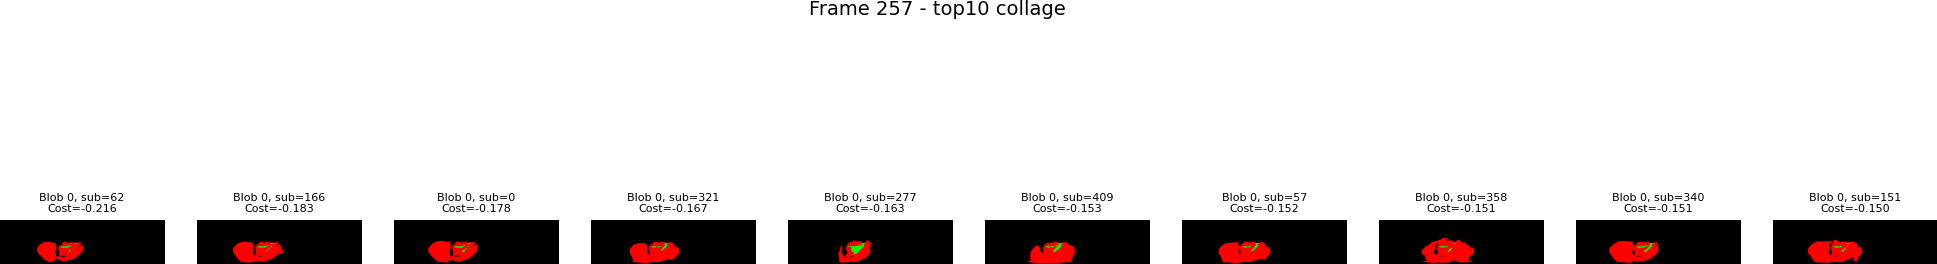 Frame 257 - top10 collage
Blob 0, sub=62
Cost=-0.216
Blob 0, sub=166
Cost=-0.183
Blob 0, sub=0
Cost=-0.178
Blob 0, sub=321
Cost=-0.167
Blob 0, sub=277
Cost=-0.163
Blob 0, sub=409
Cost=-0.153
Blob 0, sub=57
Cost=-0.152
Blob 0, sub=358
Cost=-0.151
Blob 0, sub=340
Cost=-0.151
Blob 0, sub=151
Cost=-0.150